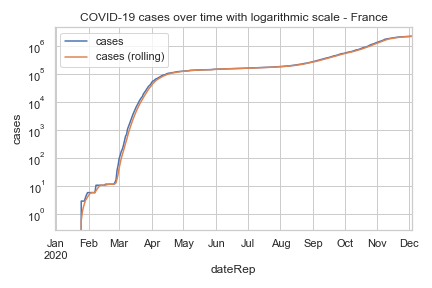 COVID-19 cases over time with logarithmic scale - France
cases
cases (rolling)
10^6
10^5
10^4
10^3
10^2
10^1
10^0
cases
Jan Feb Mar Apr May Jun Jul Aug Sep Oct Nov Dec
2020
dateRep